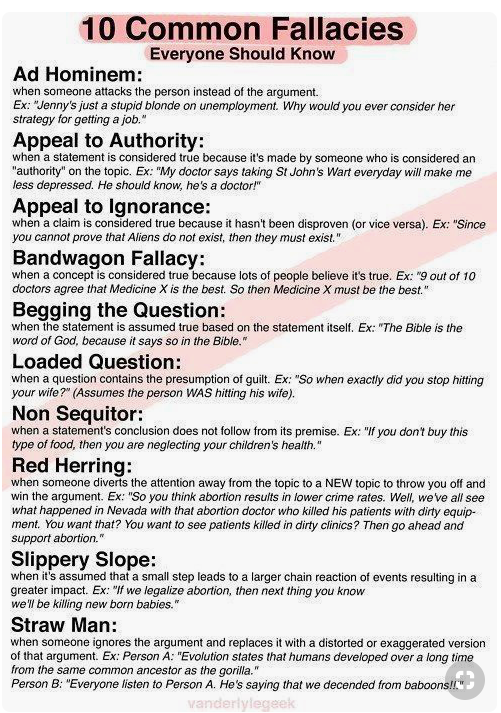 10 Common Fallacies
Everyone Should Know
Ad Hominem:
when someone attacks the person instead of the argument.
Ex: "Jenny's just a stupid blonde on unemployment. Why would you ever consider her
strategy for getting a job."
Appeal to Authority:
when a statement is considered true because it's made by someone who is considered an
"authority" on the topic. Ex: "My doctor says taking St John's Wart everyday will make me
less depressed. He should know, he's a doctor!"
Appeal to Ignorance:
when a claim is considered true because it hasn't been disproven (or vice versa). Ex: "Since
you cannot prove that Aliens do not exist, then they must exist."
Bandwagon Fallacy:
when a concept is considered true because lots of people believe it's true. Ex: "9 out of 10
doctors agree that Medicine X is the best. So then Medicine X must be the best."
Begging the Question:
when the statement is assumed true based on the statement itself. Ex: "The Bible is the
word of God, because it says so in the Bible."
Loaded Question:
when a question contains the presumption of guilt. Ex: "So when exactly did you stop hitting
your wife?" (Assumes the person WAS hitting his wife).
Non Sequitor:
when a statement's conclusion does not follow from its premise. Ex: "If you don't buy this
type of food, then you are neglecting your children's health."
Red Herring:
when someone diverts the attention away from the topic to a NEW topic to throw you off and
win the argument. Ex: "So you think abortion results in lower crime rates. Well, we've all see
what happened in Nevada with that abortion doctor who killed his patients with dirty equip-
ment. You want that? You want to see patients killed in dirty clinics? Then go ahead and
support abortion."
Slippery Slope:
when it's assumed that a small step leads to a larger chain reaction of events resulting in a
greater impact. Ex: "If we legalize abortion, then next thing you know
we'll be killing new born babies."
Straw Man:
when someone ignores the argument and replaces it with a distorted or exaggerated version
of that argument. Ex: Person A: "Evolution states that humans developed over a long time
from the same common ancestor as the gorilla."
Person B: "Everyone listen to Person A. He's saying that we decended from baboons!!."
vanderlylegeek